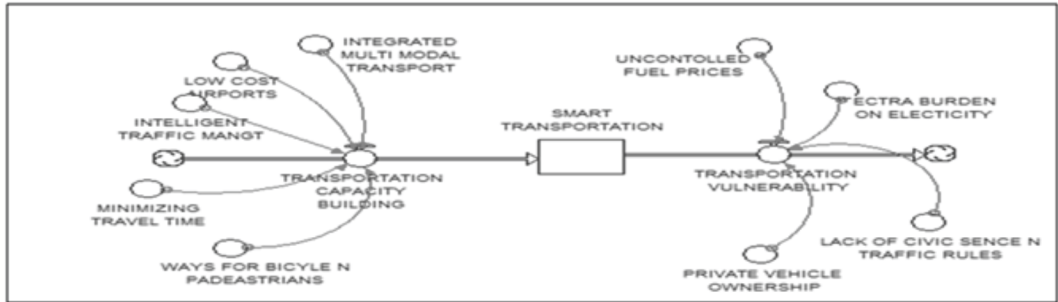 INTEGRATED
MULTI MODAL
TRANSPORT
LOW COST
AIRPORTS
INTELLIGENT
TRAFFIC MANGT
TRANSPORTATION
CAPACITY
BUILDING
MINIMIZING
TRAVEL TIME
WAYS FOR BICYLE N
PADEASTRIANS
SMART
TRANSPORTATION
UNCONTOLLED
FUEL PRICES
ECTRA BURDEN
ON ELECTICITY
TRANSPORTATION
VULNERABILITY
LACK OF CIVIC SENCE N
TRAFFIC RULES
PRIVATE VEHICLE
OWNERSHIP